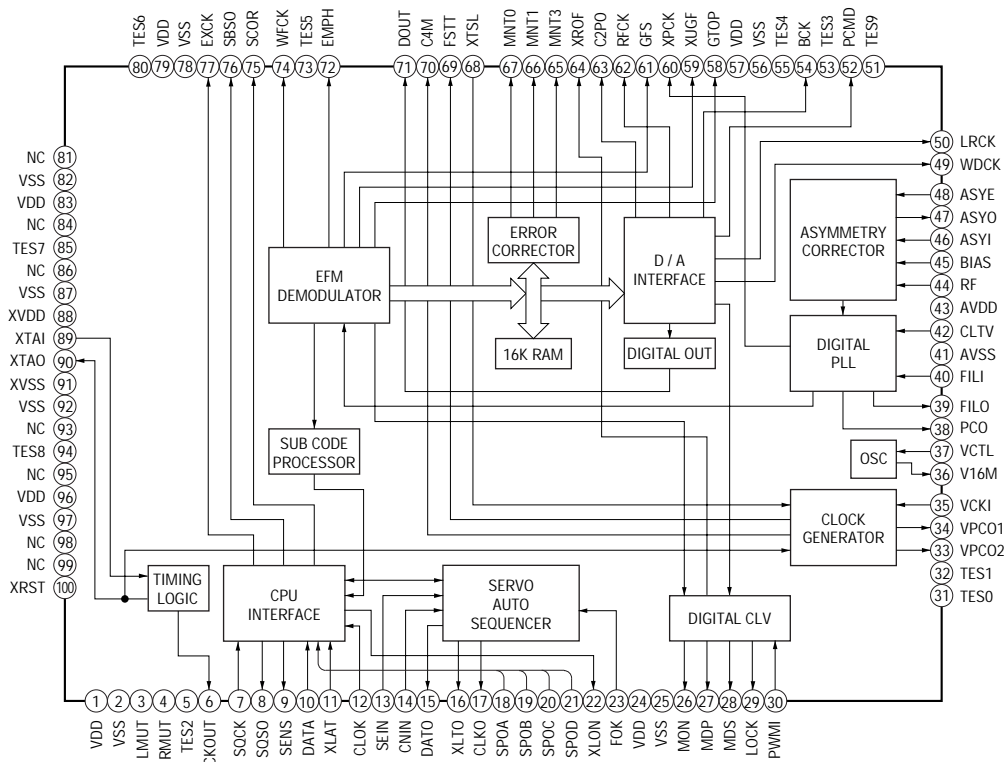 TES6
VDD
VSS
EXCK
SBSO
SCOR
WFCK
TES5
EMPH
DOUT
C4M
FSTT
XTSL
MNT0
MNT1
MNT3
XROF
C2PO
RFCK
GFS
XPCK
XUGF
GTOP
VDD
VSS
TES4
BCK
TES3
PCMD
TES9
80 79 78 77 76 75 74 73 72 71 70 69 68 67 66 65 64 63 62 61 60 59 58 57 56 55 54 53 52 51
NC 81
VSS 82
VDD 83
NC 84
TES7 85
NC 86
VSS 87
XVDD 88
XTAI 89
XTAO 90
XVSS 91
VSS 92
NC 93
TES8 94
NC 95
VDD 96
VSS 97
NC 98
NC 99
XRST 100
50 LRCK
49 WDCK
48 ASYE
47 ASYO
46 ASYI
45 BIAS
44 RF
43 AVDD
42 CLTV
41 AVSS
40 FILI
39 FILO
38 PCO
37 VCTL
36 V16M
35 VCKI
34 VPCO1
33 VPCO2
32 TES1
31 TES0
EFM
DEMODULATOR
ERROR
CORRECTOR
16K RAM
D / A
INTERFACE
DIGITAL OUT
ASYMMETRY
CORRECTOR
DIGITAL
PLL
OSC
SUB CODE
PROCESSOR
CLOCK
GENERATOR
TIMING
LOGIC
CPU
INTERFACE
SERVO
AUTO
SEQUENCER
DIGITAL CLV
1 2 3 4 5 6 7 8 9 10 11 12 13 14 15 16 17 18 19 20 21 22 23 24 25 26 27 28 29 30
VDD
VSS
LMUT
RMUT
TES2
CKOUT
SQCK
SQSO
SENS
DATA
XLAT
CLOK
SEIN
CNIN
DATO
XLTO
CLKO
SPOA
SPOB
SPOC
SPOD
XLON
FOK
VDD
VSS
MON
MDP
MDS
LOCK
PWMI